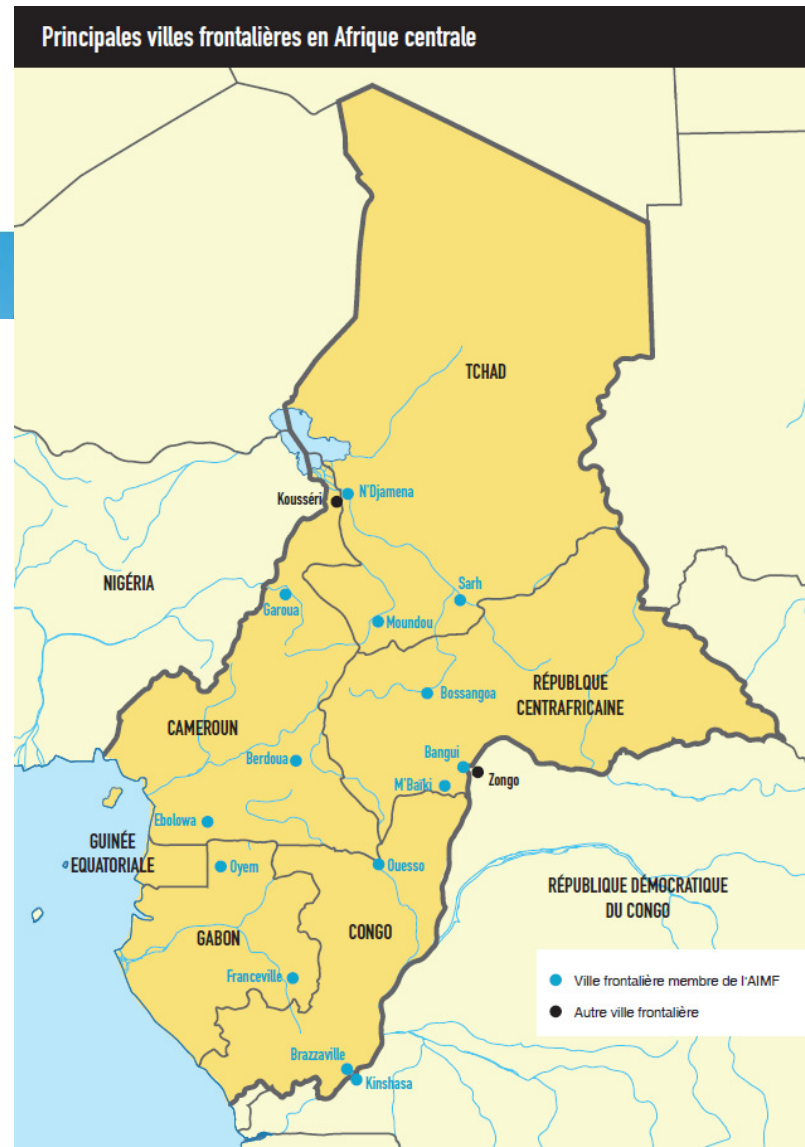 Principales villes frontalières en Afrique centrale
TCHAD
N'Djamena
Kousséri
NIGÉRIA
Garoua
Sarh
Moundou
Bossangoa
RÉPUBLQUE
CENTRAFRICAINE
CAMEROUN
Berdoua
Bangui
Zongo
M'Baïki
Ebolowa
GUINÉE
EQUATORIALE
Oyem
Ouesso
RÉPUBLIQUE DÉMOCRATIQUE
DU CONGO
GABON
CONGO
Franceville
Ville frontalière membre de l'AIMF
Autre ville frontalière
Brazzaville
Kinshasa